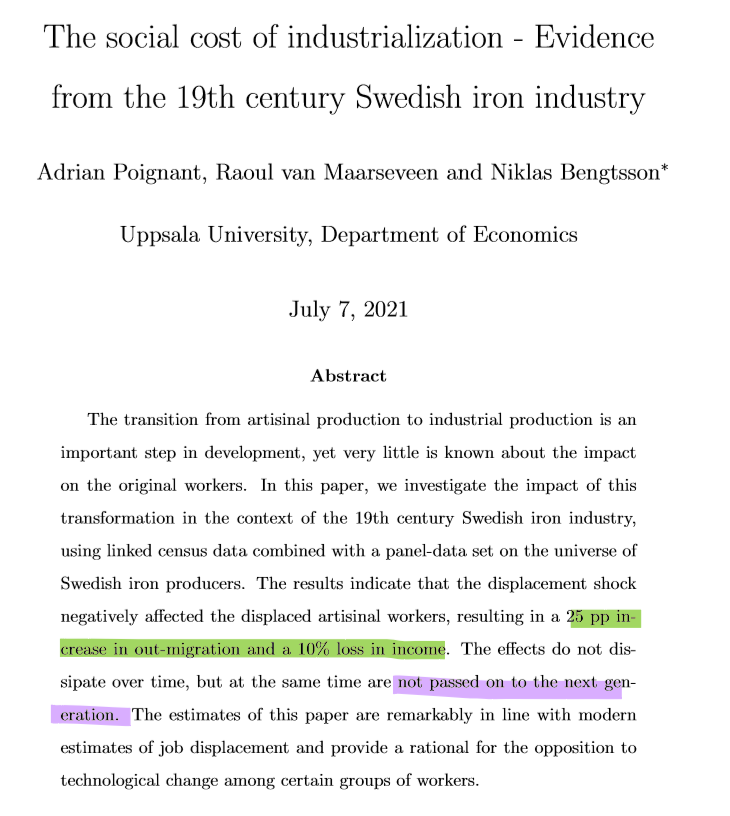 The social cost of industrialization - Evidence
from the 19th century Swedish iron industry
Adrian Poignant, Raoul van Maarseveen and Niklas Bengtsson*
Uppsala University, Department of Economics
July 7, 2021
Abstract
The transition from artisinal production to industrial production is an
important step in development, yet very little is known about the impact
on the original workers. In this paper, we investigate the impact of this
transformation in the context of the 19th century Swedish iron industry,
using linked census data combined with a panel-data set on the universe of
Swedish iron producers. The results indicate that the displacement shock
negatively affected the displaced artisinal workers, resulting in a 25 pp in-
crease in out-migration and a 10% loss in income. The effects do not dis-
sipate over time, but at the same time are not passed on to the next gen-
eration. The estimates of this paper are remarkably in line with modern
estimates of job displacement and provide a rational for the opposition to
technological change among certain groups of workers.